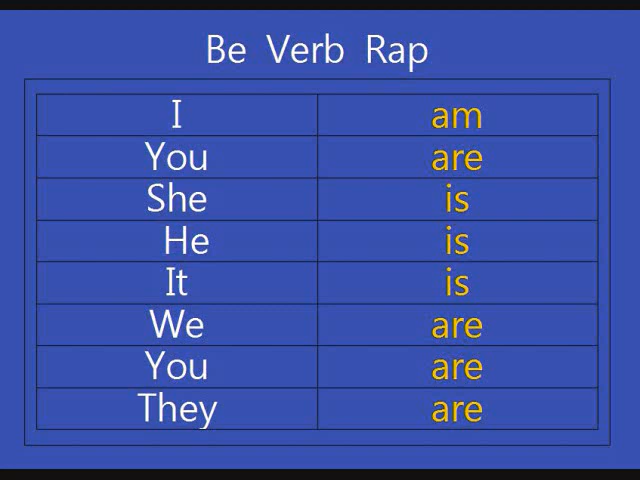 Be Verb Rap
I am
You are
She is
He is
It is
We are
You are
They are